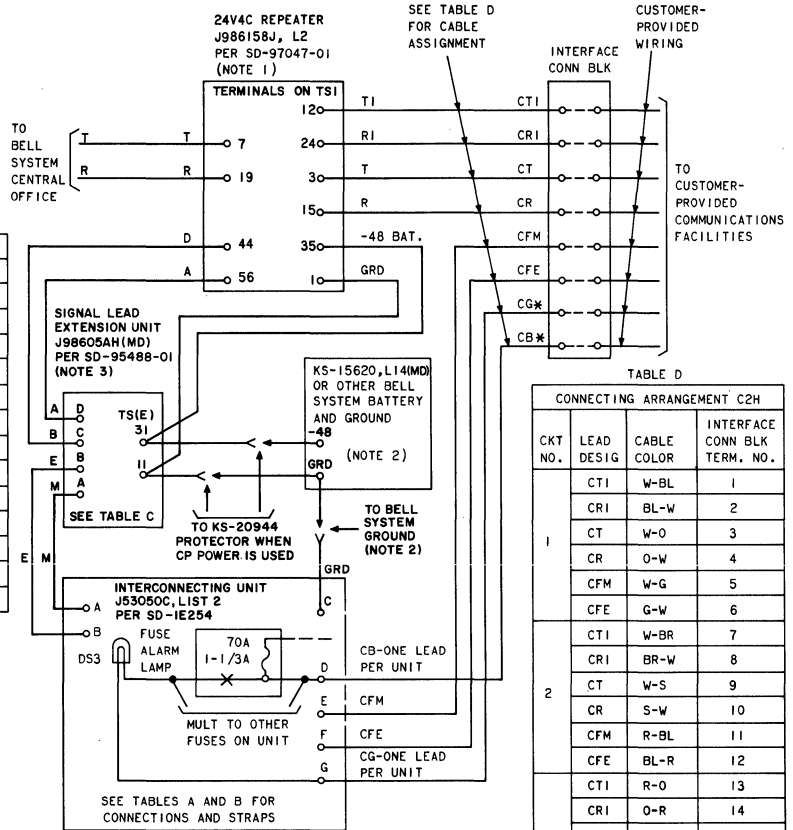 24V4C REPEATER
J98615BJ, L2
PER SD-97047-01
(NOTE 1)
SEE TABLE D
FOR CABLE
ASSIGNMENT
CUSTOMER-
PROVIDED
WIRING
INTERFACE
CONN BLK
TERMINALS ON TS1
TO
BELL
SYSTEM
CENTRAL
OFFICE
T T 7
R R 19
D 44
A 56
12 T1 CT1
24 R1 CR1
3 T CT
15 R CR
35 -48 BAT. CFM
1 GRD CFE
CG*
CB*
TO
CUSTOMER-
PROVIDED
COMMUNICATIONS
FACILITIES
SIGNAL LEAD
EXTENSION UNIT
J98605AH(MD)
PER SD-95488-01
(NOTE 3)
A D
B C
E B
M A
TS(E)
31
11
SEE TABLE C
KS-15620, L14(MD)
OR OTHER BELL
SYSTEM BATTERY
AND GROUND
-48
(NOTE 2)
GRD
TO KS-20944
PROTECTOR WHEN
CP POWER IS USED
TO BELL
SYSTEM
GROUND
(NOTE 2)
GRD
E M
INTERCONNECTING UNIT
J53050C, LIST 2
PER SD-1E254
A
B
C
FUSE
ALARM
LAMP
DS3
70A
1-1/3A
D
E
F
G
MULT TO OTHER
FUSES ON UNIT
CB-ONE LEAD
PER UNIT
CFM
CFE
CG-ONE LEAD
PER UNIT
SEE TABLES A AND B FOR
CONNECTIONS AND STRAPS
TABLE D
CONNECTING ARRANGEMENT C2H
CKT NO. LEAD DESIG CABLE COLOR INTERFACE CONN BLK TERM. NO.
1
CT1 W-BL 1
CR1 BL-W 2
CT W-O 3
CR O-W 4
CFM W-G 5
CFE G-W 6
2
CT1 W-BR 7
CR1 BR-W 8
CT W-S 9
CR S-W 10
CFM R-BL 11
CFE BL-R 12
CT1 R-O 13
CR1 O-R 14